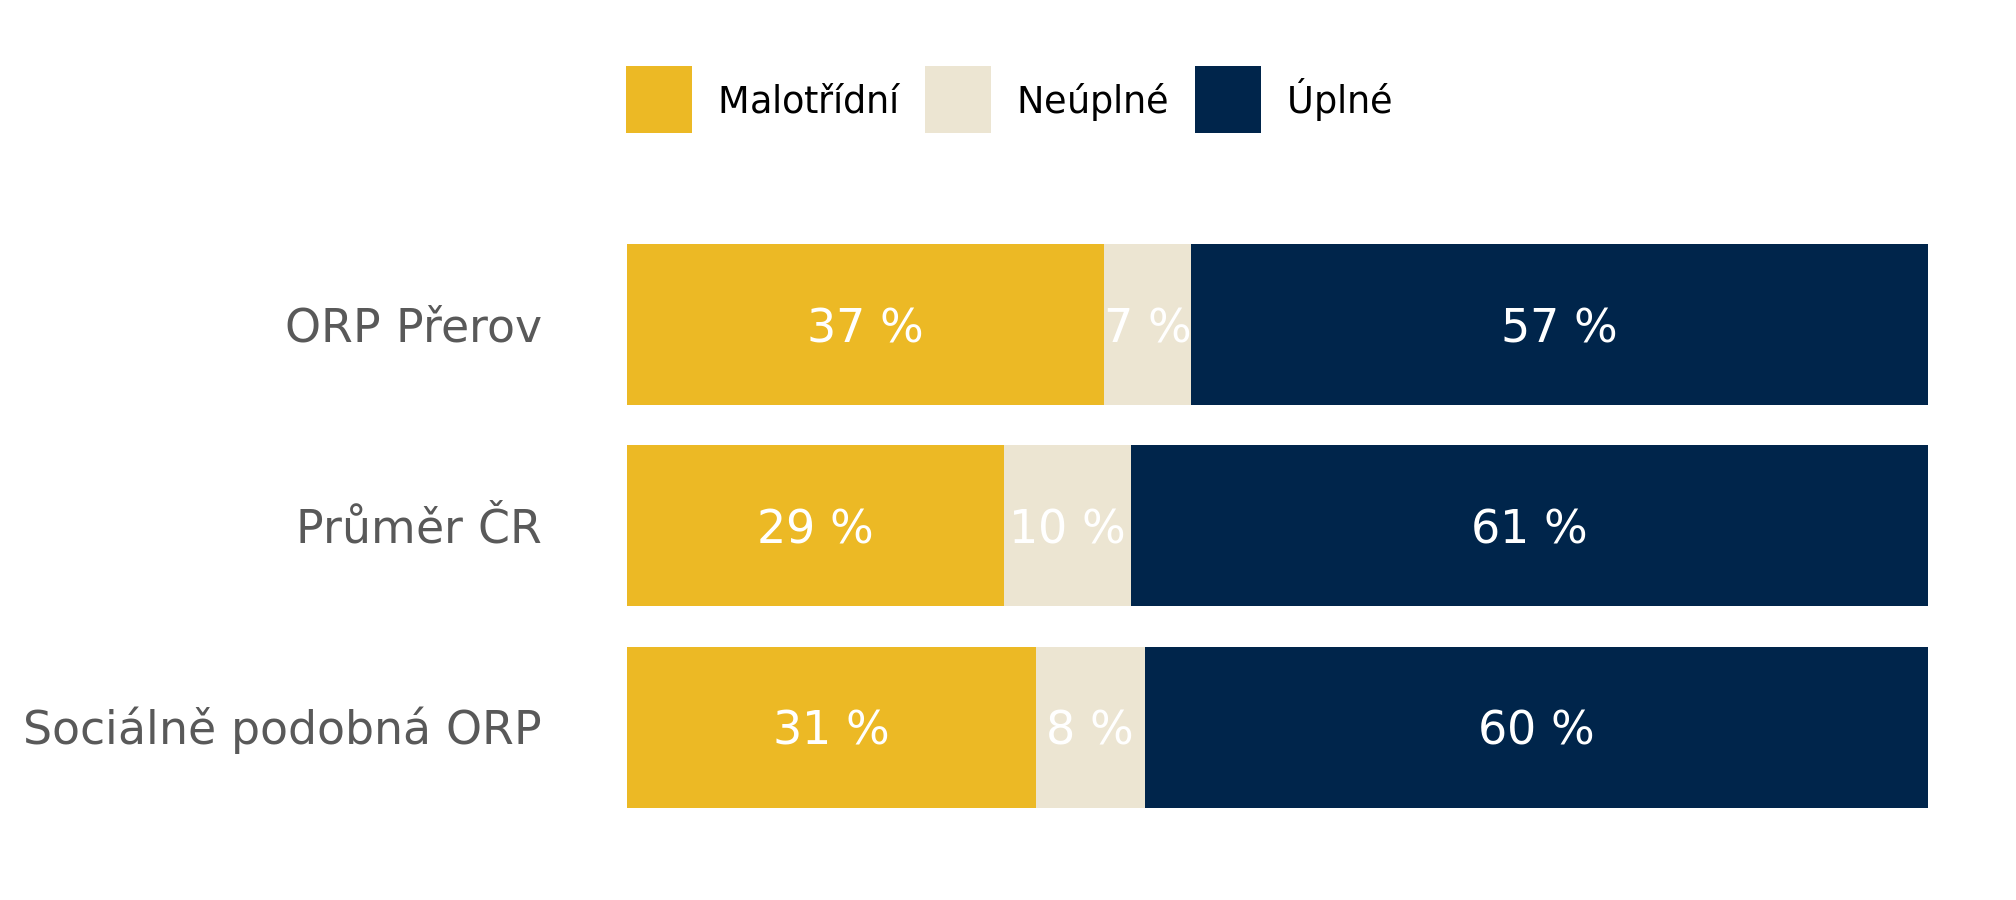 Malotřídní Neúplné Úplné
ORP Přerov 37 % 7 % 57 %
Průměr ČR 29 % 10 % 61 %
Sociálně podobná ORP 31 % 8 % 60 %